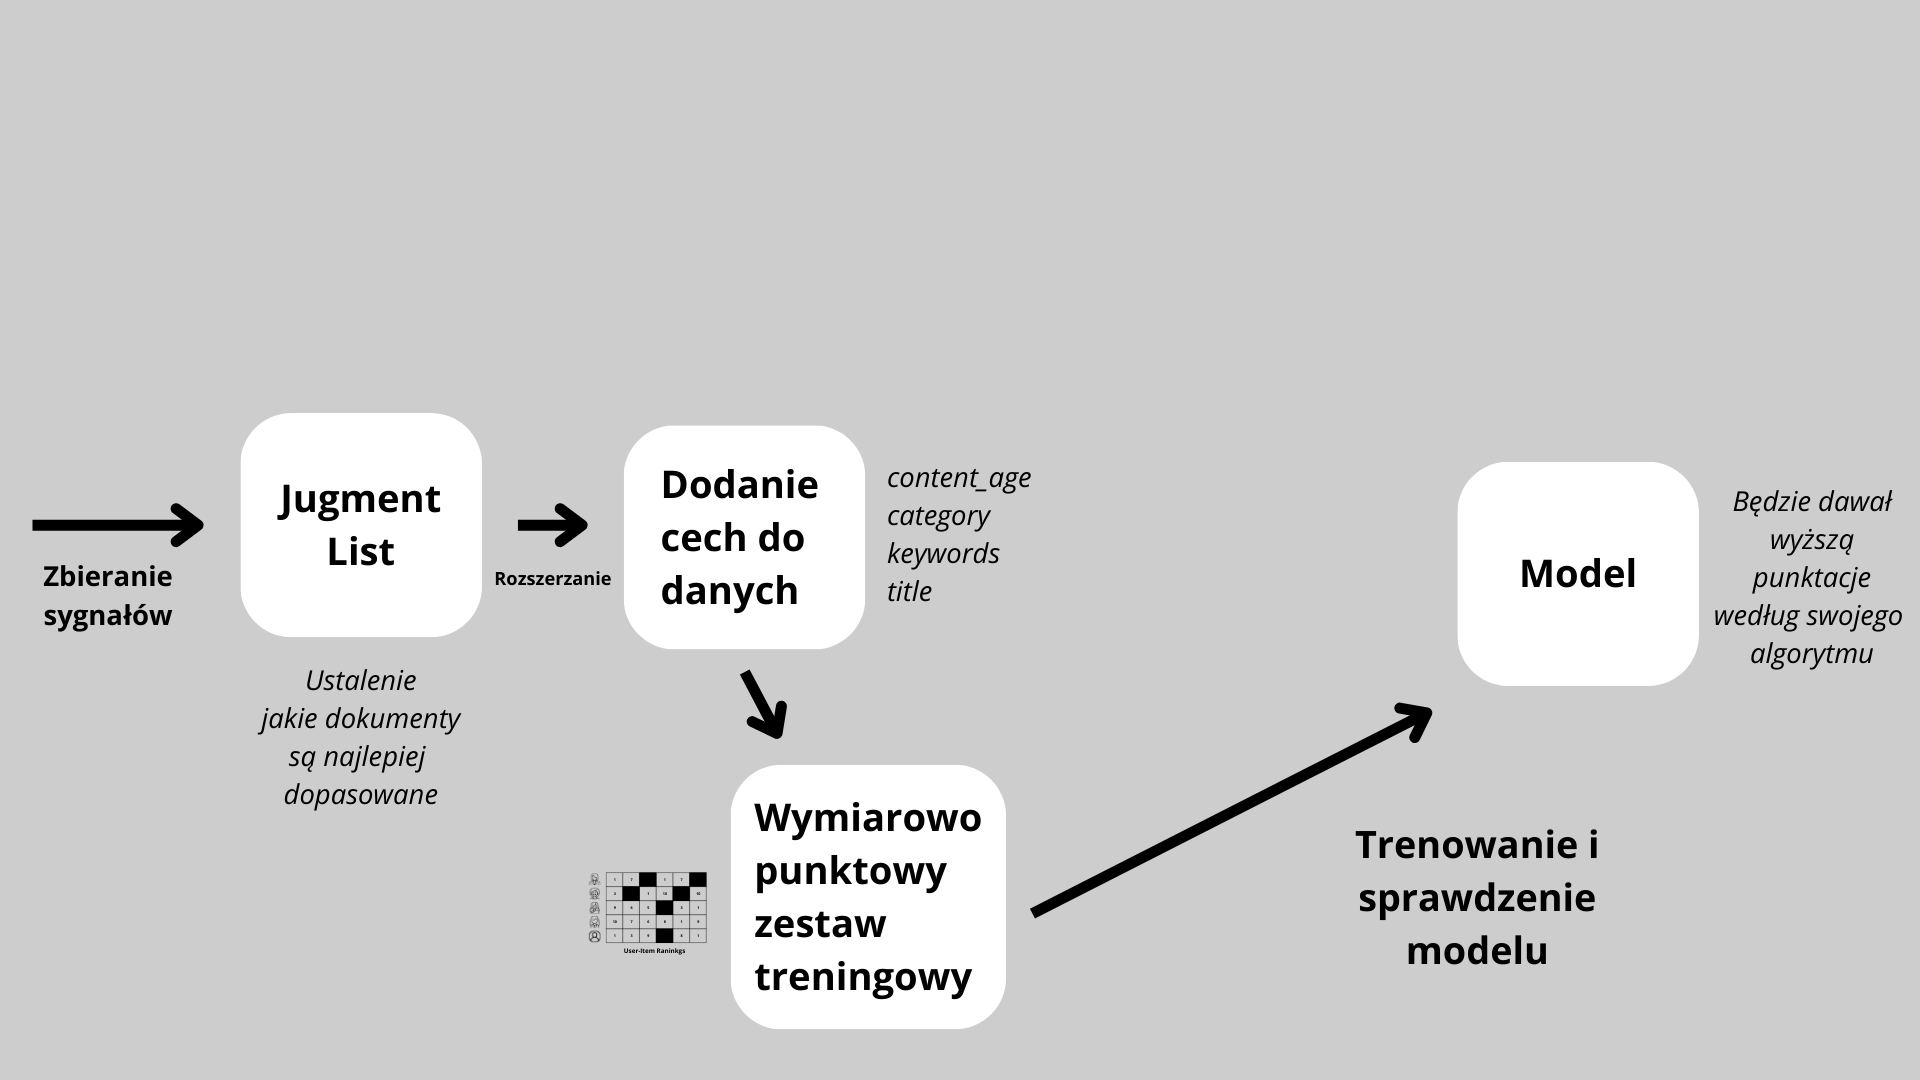 Zbieranie
sygnałów
Jugment
List
Ustalenie
jakie dokumenty
są najlepiej
dopasowane
Rozszerzanie
Dodanie
cech do
danych
content_age
category
keywords
title
Wymiarowo
punktowy
zestaw
treningowy
User-Item Raninkgs
Trenowanie i
sprawdzenie
modelu
Model
Będzie dawał
wyższą
punktacje
według swojego
algorytmu